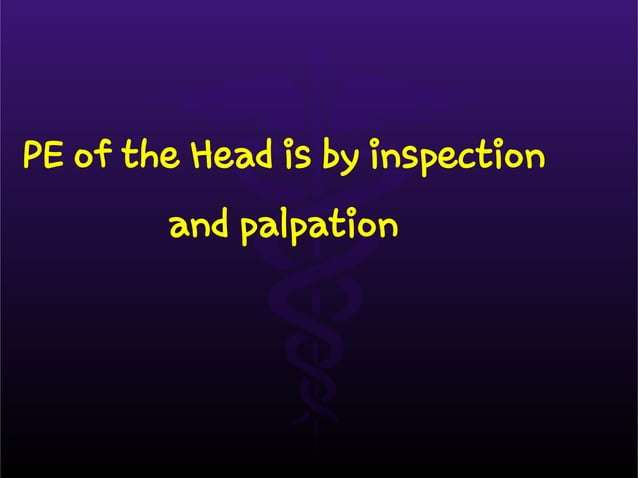 PE of the Head is by inspection
and palpation